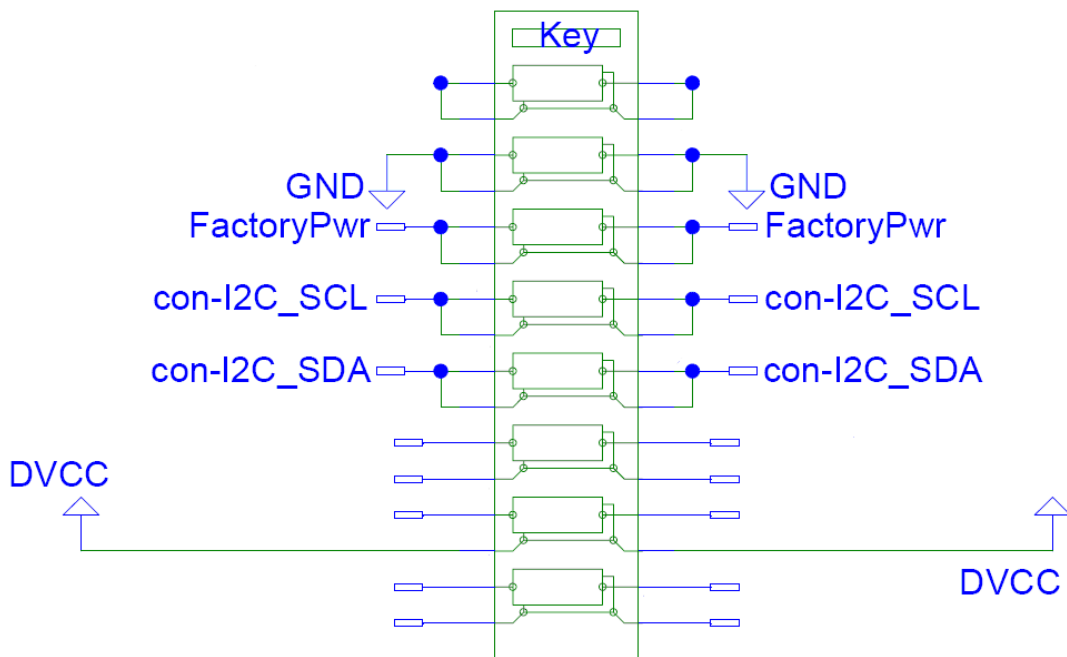 Key
GND GND
FactoryPwr FactoryPwr
con-I2C_SCL con-I2C_SCL
con-I2C_SDA con-I2C_SDA
DVCC
DVCC